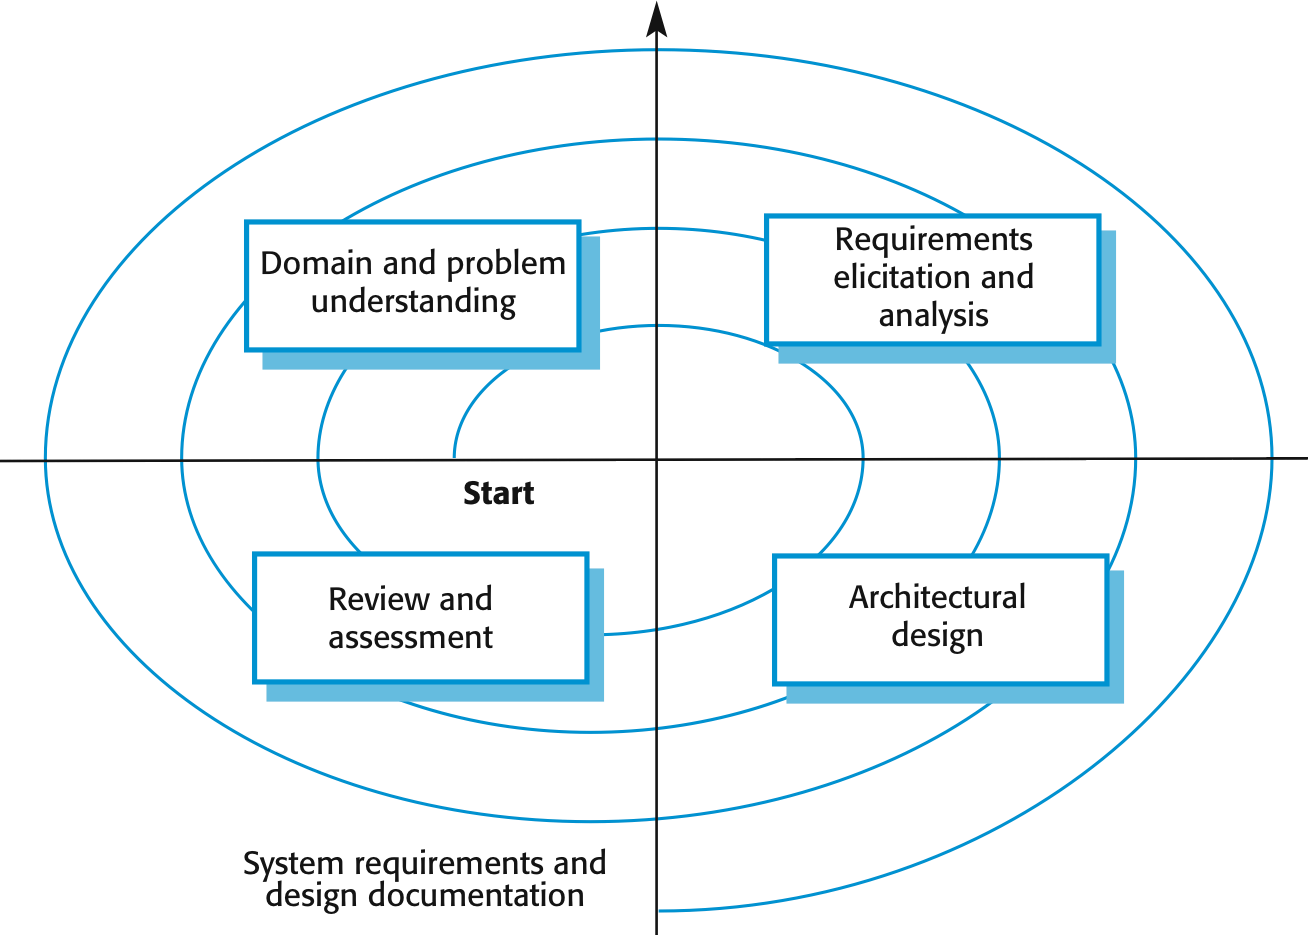 Domain and problem
understanding
Requirements
elicitation and
analysis
Start
Review and
assessment
Architectural
design
System requirements and
design documentation